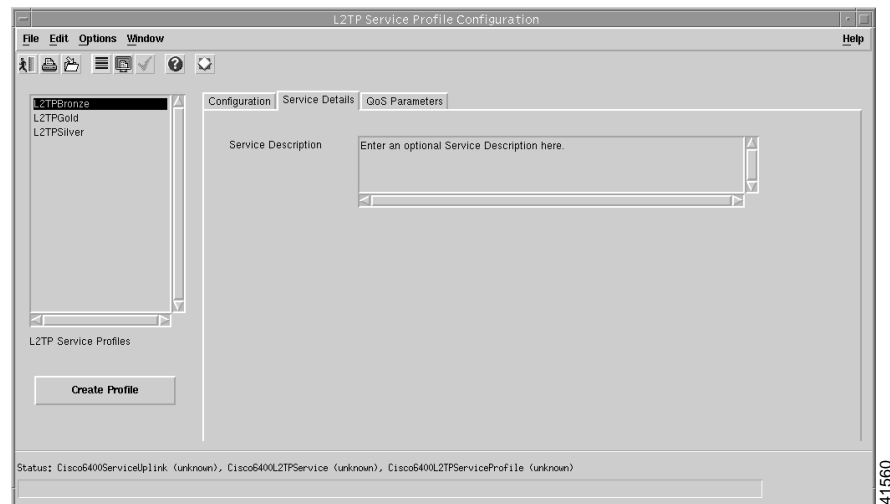 L2TP Service Profile Configuration
File Edit Options Window Help
L2TPBronze
L2TPGold
L2TPSilver
L2TP Service Profiles
Create Profile
Configuration Service Details QoS Parameters
Service Description
Enter an optional Service Description here.
Status: Cisco6400ServiceUplink (unknown), Cisco6400L2TPService (unknown), Cisco6400L2TPServiceProfile (unknown)
41560